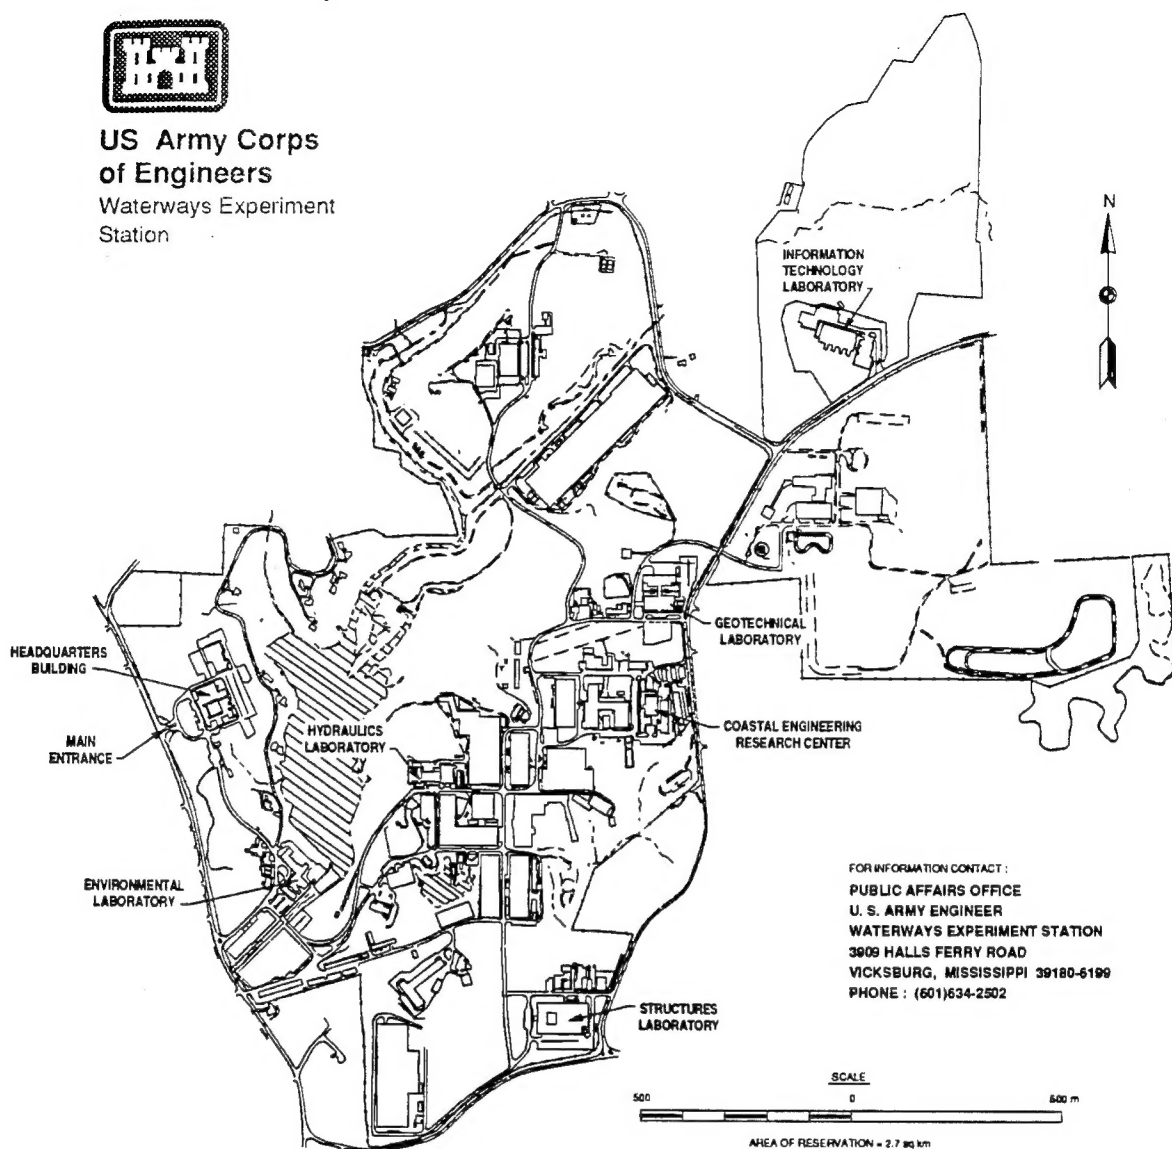 US Army Corps
of Engineers
Waterways Experiment
Station
N
INFORMATION
TECHNOLOGY
LABORATORY
GEOTECHNICAL
LABORATORY
HEADQUARTERS
BUILDING
HYDRAULICS
LABORATORY
COASTAL ENGINEERING
RESEARCH CENTER
MAIN
ENTRANCE
ENVIRONMENTAL
LABORATORY
FOR INFORMATION CONTACT :
PUBLIC AFFAIRS OFFICE
U. S. ARMY ENGINEER
WATERWAYS EXPERIMENT STATION
3909 HALLS FERRY ROAD
VICKSBURG, MISSISSIPPI 39180-6199
PHONE : (601)634-2502
STRUCTURES
LABORATORY
SCALE
500 0 500 m
AREA OF RESERVATION = 2.7 sq km